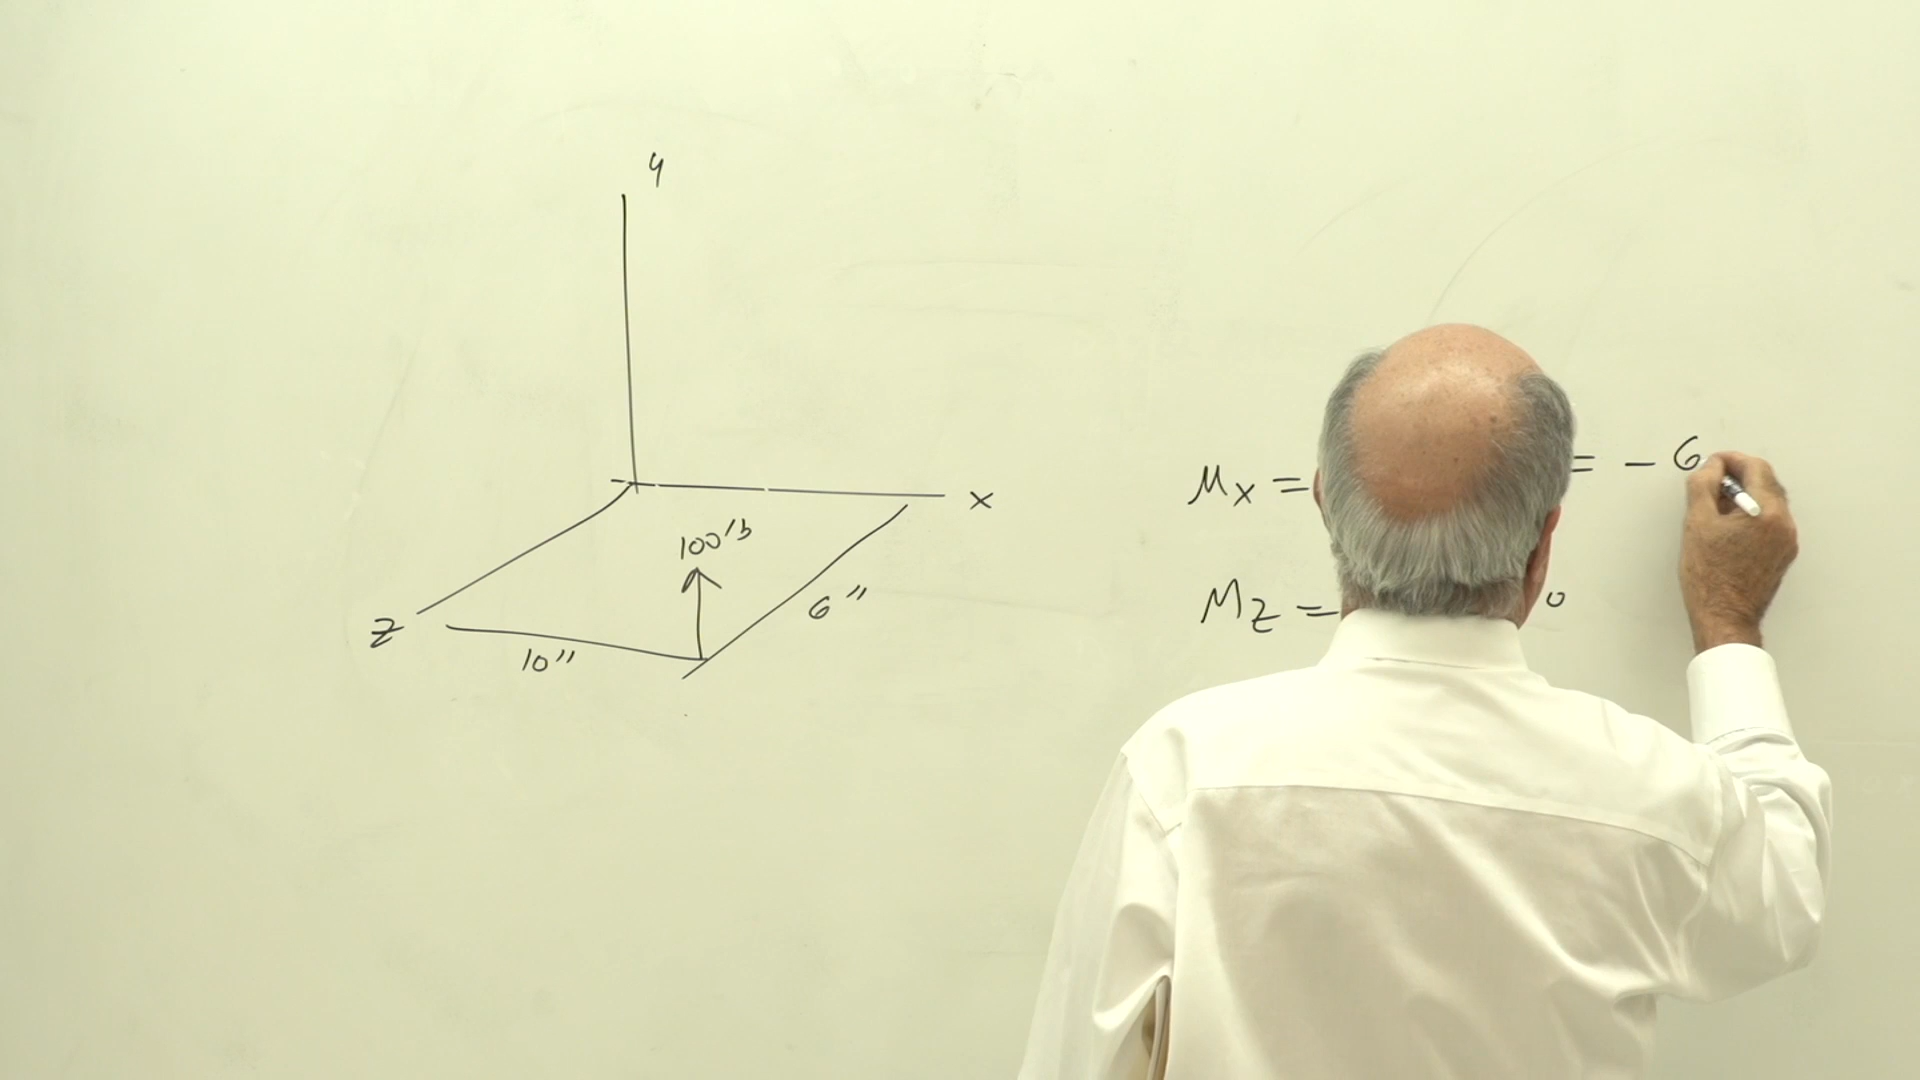 y
x
100 lb
6"
z
10"
Mx = = - 6
Mz = 0